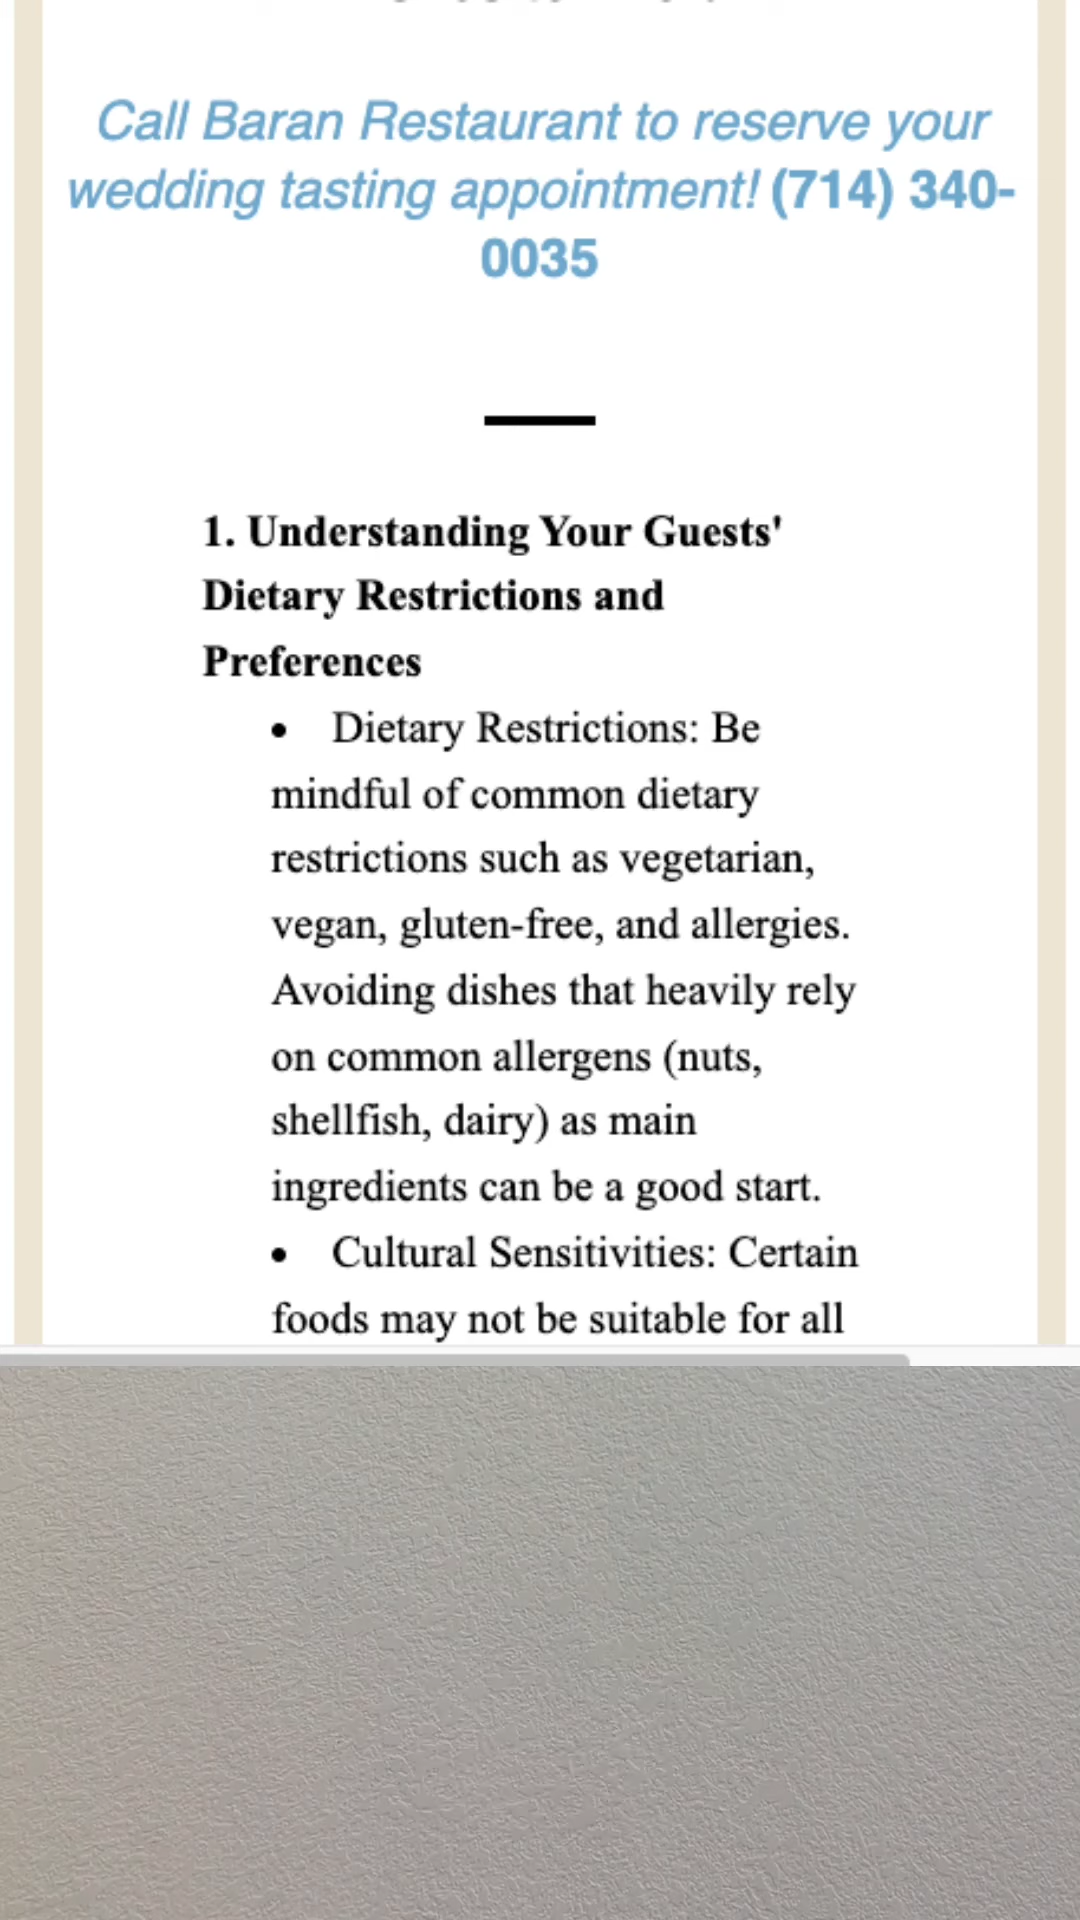 Call Baran Restaurant to reserve your
wedding tasting appointment! (714) 340-
0035
1. Understanding Your Guests'
Dietary Restrictions and
Preferences
• Dietary Restrictions: Be
mindful of common dietary
restrictions such as vegetarian,
vegan, gluten-free, and allergies.
Avoiding dishes that heavily rely
on common allergens (nuts,
shellfish, dairy) as main
ingredients can be a good start.
• Cultural Sensitivities: Certain
foods may not be suitable for all